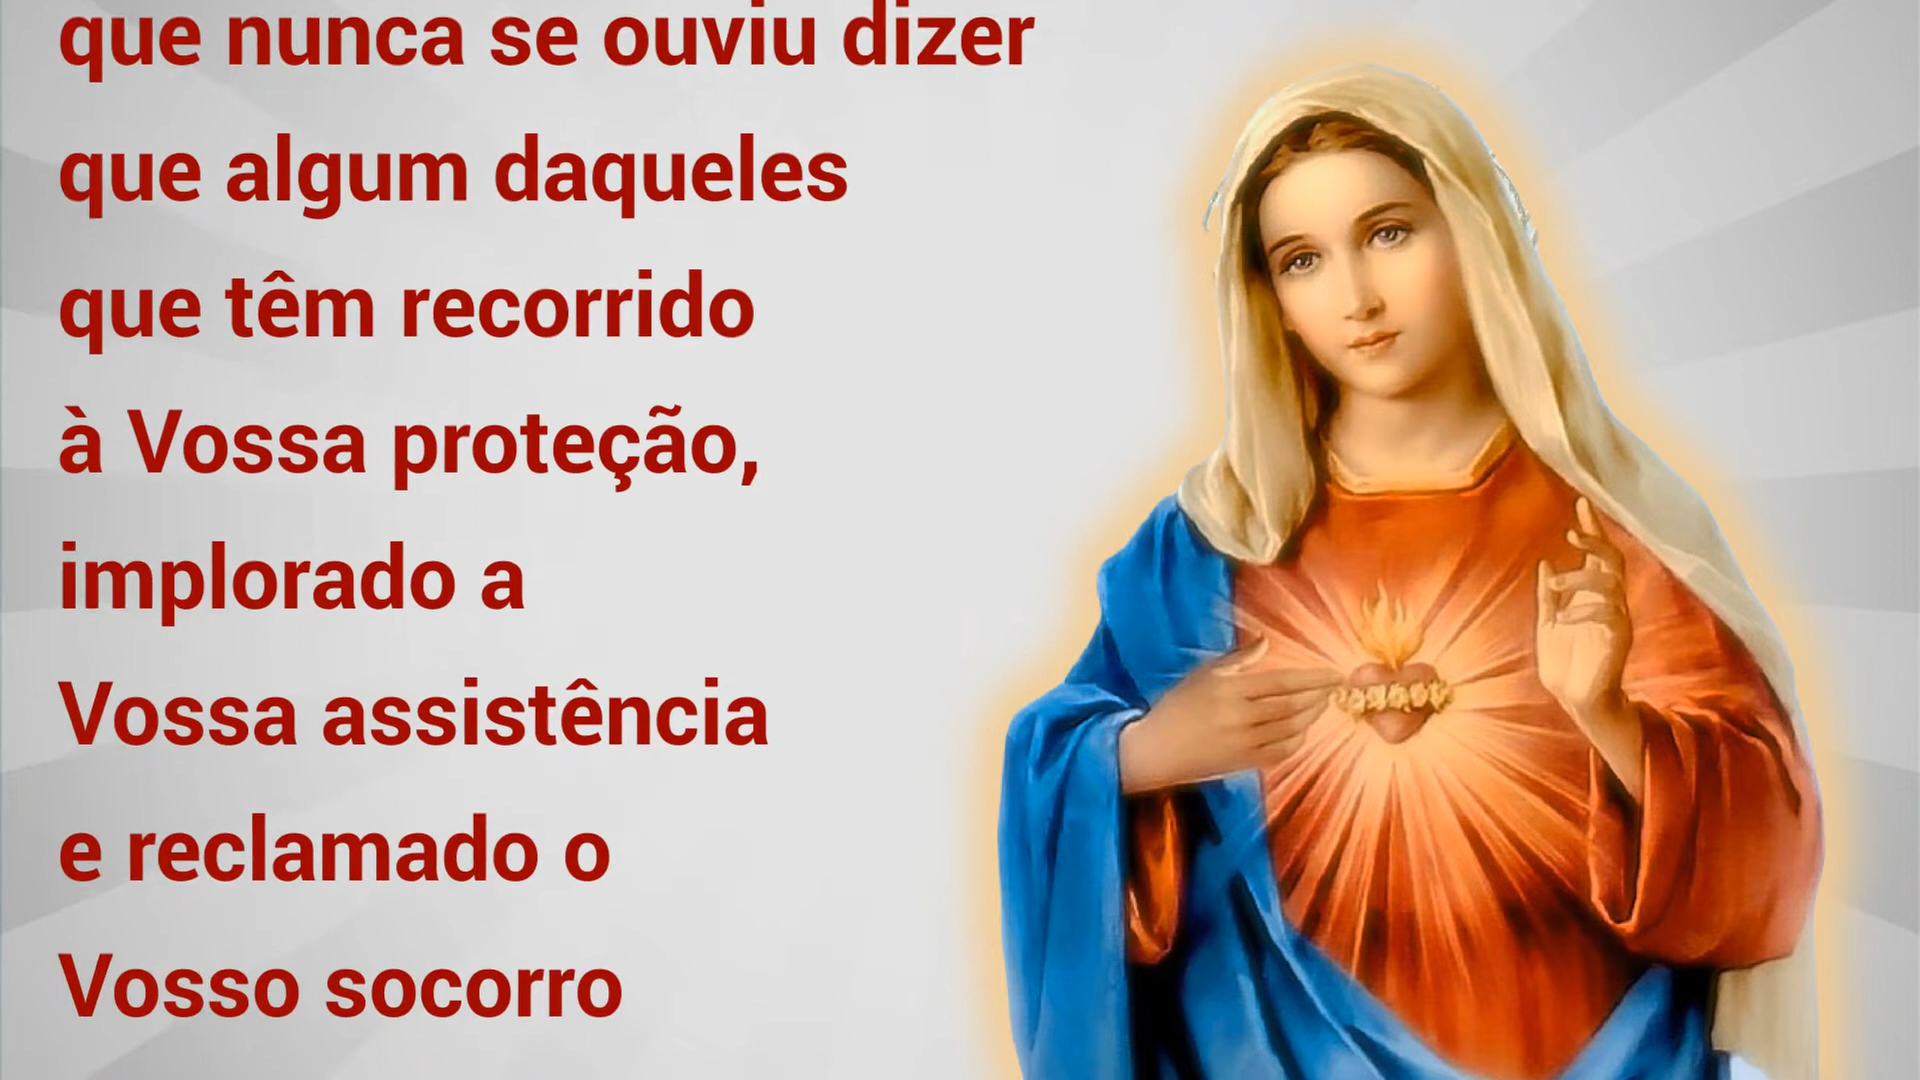 que nunca se ouviu dizer
que algum daqueles
que têm recorrido
à Vossa proteção,
implorado a
Vossa assistência
e reclamado o
Vosso socorro